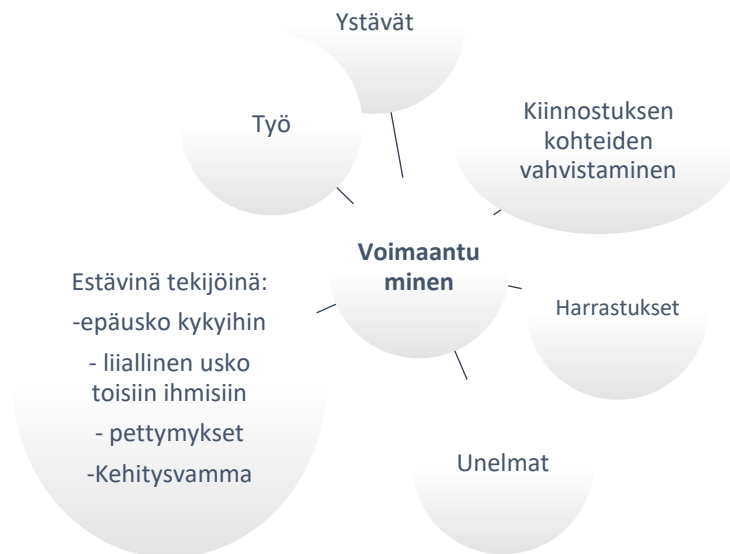 Ystävät
Työ
Kiinnostuksen
kohteiden
vahvistaminen
Voimaantu
minen
Harrastukset
Estävinä tekijöinä:
-epäusko kykyihin
- liiallinen usko
toisiin ihmisiin
- pettymykset
-Kehitysvamma
Unelmat